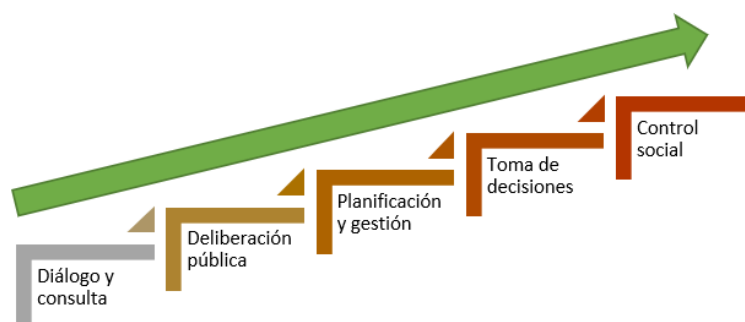 Diálogo y
consulta
Deliberación
pública
Planificación
y gestión
Toma de
decisiones
Control
social